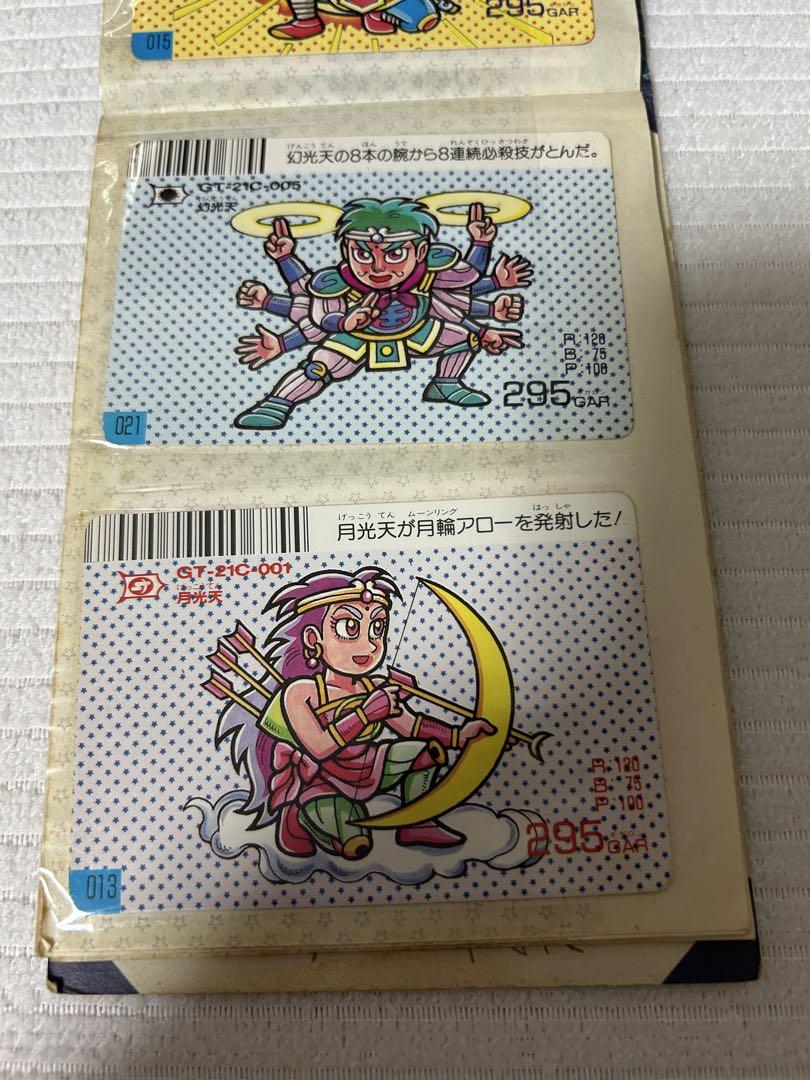 295GAR
015
げんこうてん ほん うで れんぞくひっさつわざ
幻光天の8本の腕から8連続必殺技がとんだ。
GT-21C-005
幻光天
R.120
B. 75
P.100
295GAR
021
げっこうてん ムーンリング はっしゃ
月光天が月輪アローを発射した!
GT-21C-001
月光天
R.120
B. 75
P.100
295GAR
013